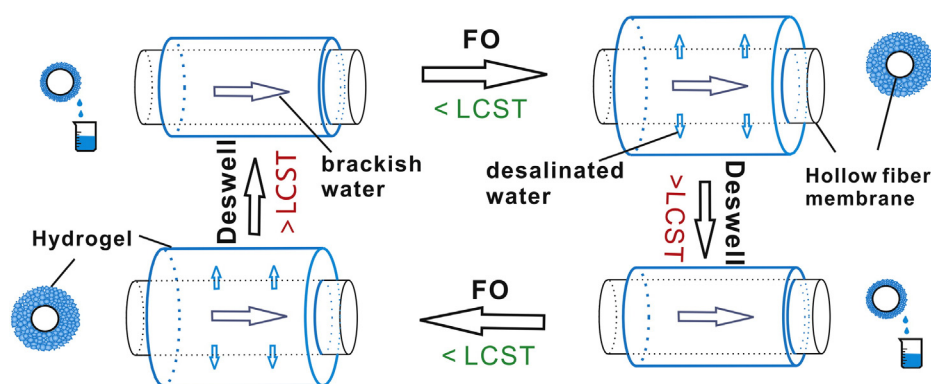 FO
< LCST
brackish
water
Deswell
> LCST
desalinated
water
>LCST
Deswell
Hollow fiber
membrane
Hydrogel
FO
< LCST